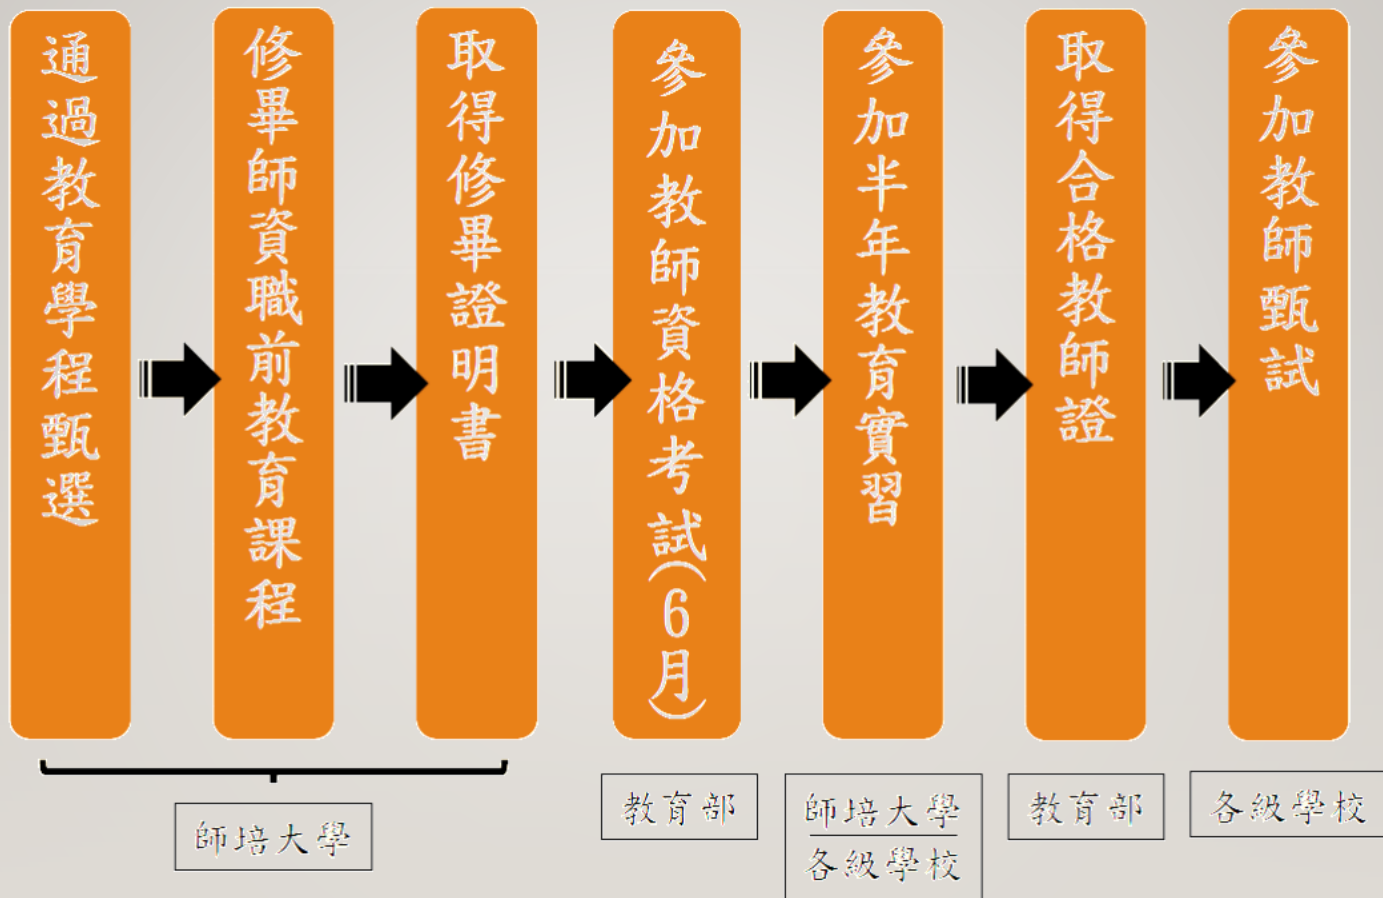 通過教育學程甄選
修畢師資職前教育課程
取得修畢證明書
參加教師資格考試(6月)
參加半年教育實習
取得合格教師證
參加教師甄試
師培大學
教育部
師培大學
各級學校
教育部
各級學校